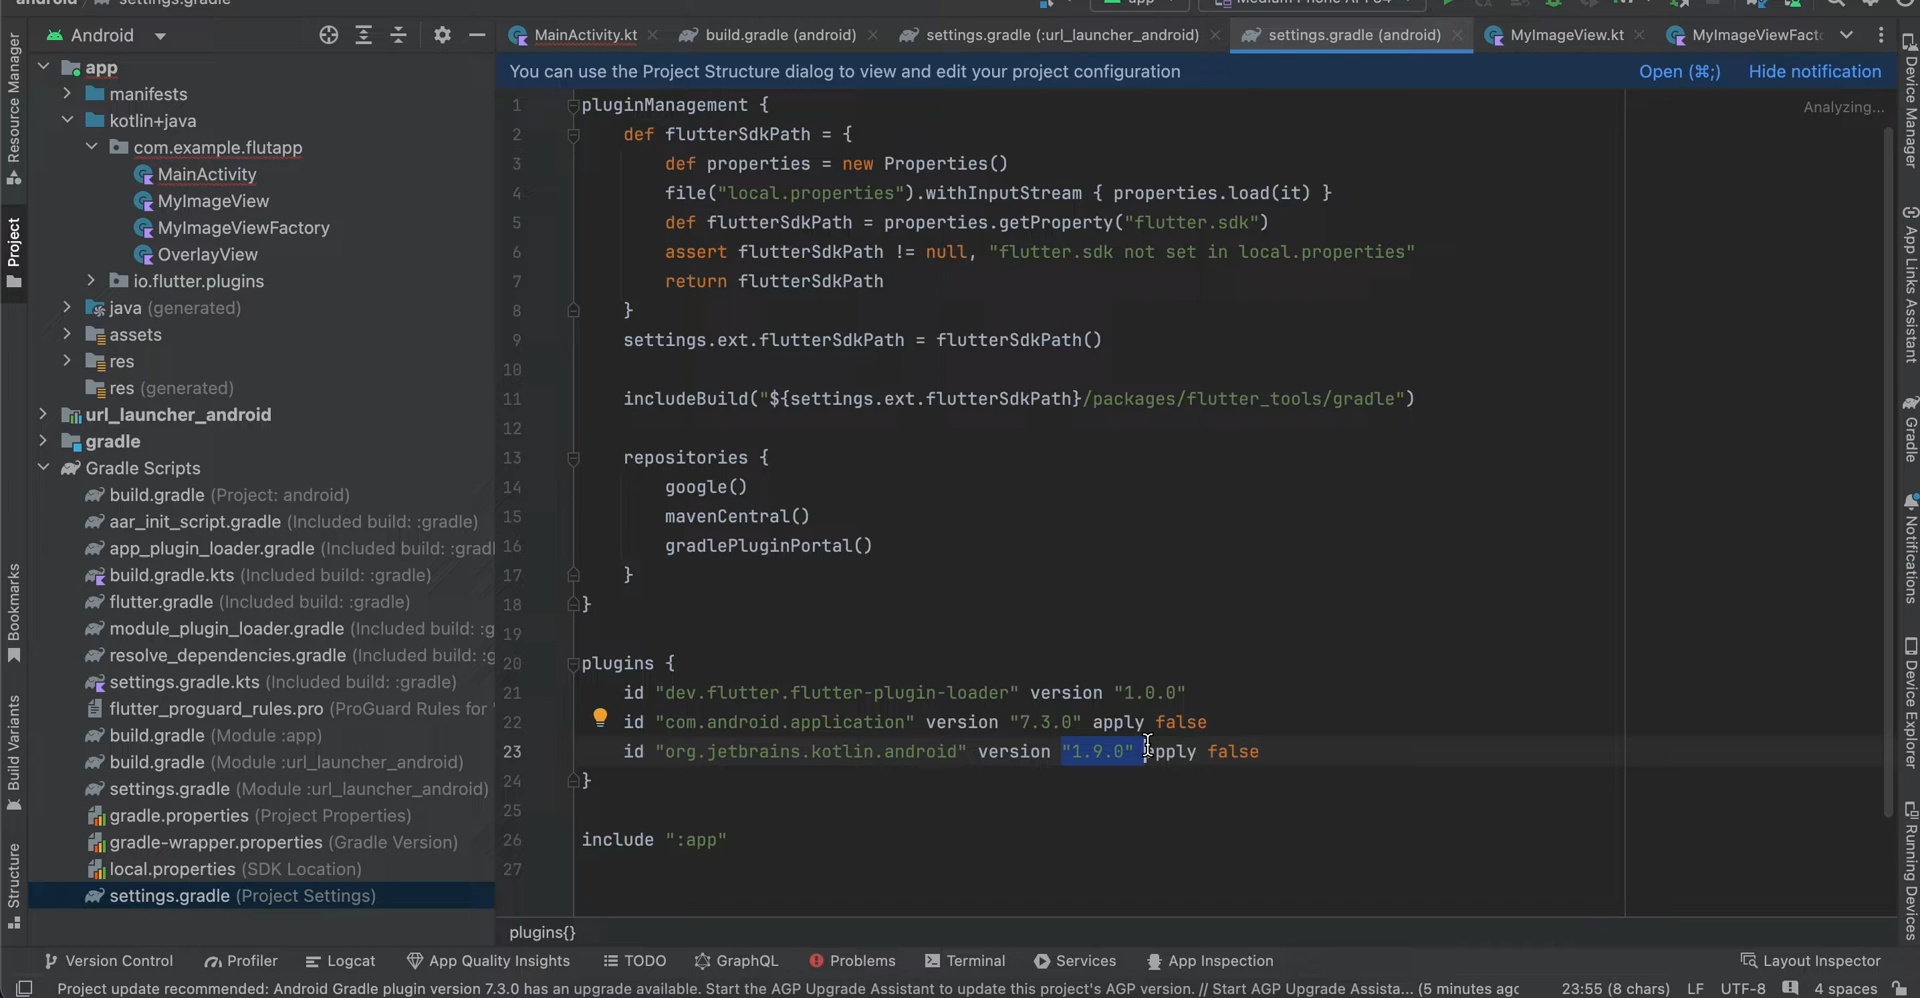 android
settings.gradle
app
Medium Phone API 34
Android
MainActivity.kt
build.gradle (android)
settings.gradle (:url_launcher_android)
settings.gradle (android)
MyImageView.kt
MyImageViewFact
You can use the Project Structure dialog to view and edit your project configuration
Open (⌘;)
Hide notification
Analyzing...
Resource Manager
Project
Bookmarks
Build Variants
Structure
app
manifests
kotlin+java
com.example.flutapp
MainActivity
MyImageView
MyImageViewFactory
OverlayView
io.flutter.plugins
java (generated)
assets
res
res (generated)
url_launcher_android
gradle
Gradle Scripts
build.gradle (Project: android)
aar_init_script.gradle (Included build: :gradle)
app_plugin_loader.gradle (Included build: :gradl
build.gradle.kts (Included build: :gradle)
flutter.gradle (Included build: :gradle)
module_plugin_loader.gradle (Included build: :g
resolve_dependencies.gradle (Included build: :g
settings.gradle.kts (Included build: :gradle)
flutter_proguard_rules.pro (ProGuard Rules for '
build.gradle (Module :app)
build.gradle (Module :url_launcher_android)
settings.gradle (Module :url_launcher_android)
gradle.properties (Project Properties)
gradle-wrapper.properties (Gradle Version)
local.properties (SDK Location)
settings.gradle (Project Settings)
1 pluginManagement {
2 def flutterSdkPath = {
3 def properties = new Properties()
4 file("local.properties").withInputStream { properties.load(it) }
5 def flutterSdkPath = properties.getProperty("flutter.sdk")
6 assert flutterSdkPath != null, "flutter.sdk not set in local.properties"
7 return flutterSdkPath
8 }
9 settings.ext.flutterSdkPath = flutterSdkPath()
10
11 includeBuild("${settings.ext.flutterSdkPath}/packages/flutter_tools/gradle")
12
13 repositories {
14 google()
15 mavenCentral()
16 gradlePluginPortal()
17 }
18 }
19
20 plugins {
21 id "dev.flutter.flutter-plugin-loader" version "1.0.0"
22 id "com.android.application" version "7.3.0" apply false
23 id "org.jetbrains.kotlin.android" version "1.9.0" apply false
24 }
25
26 include ":app"
27
plugins{}
Device Manager
App Links Assistant
Gradle
Notifications
Device Explorer
Running Devices
Version Control
Profiler
Logcat
App Quality Insights
TODO
GraphQL
Problems
Terminal
Services
App Inspection
Layout Inspector
Project update recommended: Android Gradle plugin version 7.3.0 has an upgrade available. Start the AGP Upgrade Assistant to update this project's AGP version. // Start AGP Upgrade Assista... (5 minutes agc
23:55 (8 chars)
LF
UTF-8
4 spaces